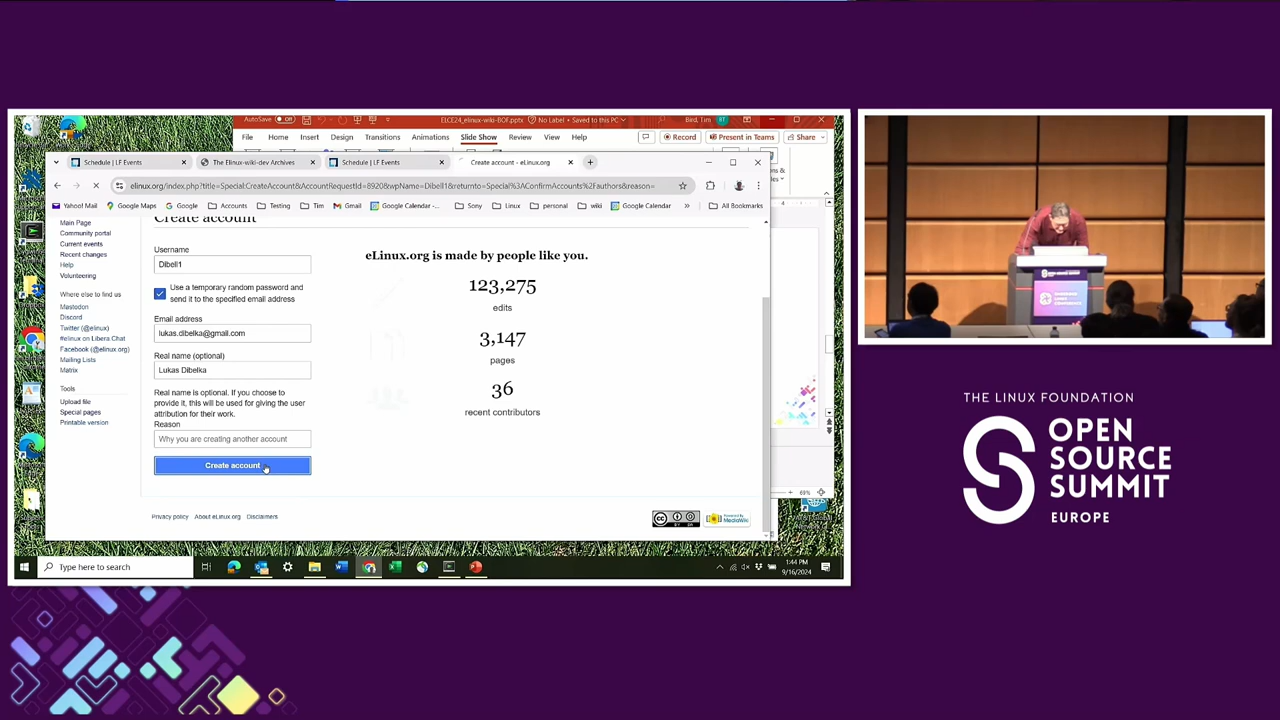 AutoSave Off
ELCE24_elinux-wiki-BOF.pptx
No Label • Saved to this PC
Bird, Tim
BT
File
Home
Insert
Design
Transitions
Animations
Slide Show
Review
View
Help
Record
Present in Teams
Share
Schedule | LF Events
The Elinux-wiki-dev Archives
Schedule | LF Events
Create account - eLinux.org
elinux.org/index.php?title=Special:CreateAccount&AccountRequestId=8920&wpName=Dibell1&returnto=Special%3AConfirmAccounts%2Fauthors&reason=
Yahoo! Mail
Google Maps
Google
Accounts
Testing
Tim
Gmail
Google Calendar -...
Sony
Linux
personal
wiki
Google Calendar
»
All Bookmarks
Main Page
Community portal
Current events
Recent changes
Help
Volunteering
Where else to find us
Mastodon
Discord
Twitter (@elinux)
#elinux on Libera Chat
Facebook (@elinux org)
Mailing Lists
Matrix
Tools
Upload file
Special pages
Printable version
Create account
Username
Dibell1
Use a temporary random password and
send it to the specified email address
Email address
lukas.dibelka@gmail.com
Real name (optional)
Lukas Dibelka
Real name is optional. If you choose to
provide it, this will be used for giving the user
attribution for their work.
Reason
Why you are creating another account
Create account
eLinux.org is made by people like you.
123,275
edits
3,147
pages
36
recent contributors
Privacy policy
About eLinux.org
Disclaimers
Powered By
MediaWiki
69%
Type here to search
1:44 PM
9/16/2024
THE LINUX FOUNDATION
OPEN
SOURCE
SUMMIT
EUROPE